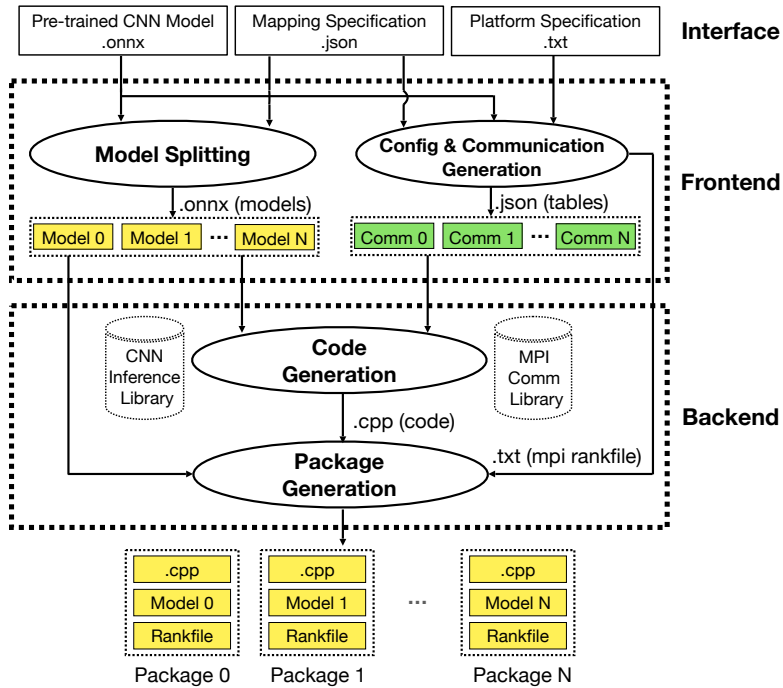 Pre-trained CNN Model
.onnx
Mapping Specification
.json
Platform Specification
.txt
Interface
Model Splitting
Config & Communication
Generation
Frontend
.onnx (models)
.json (tables)
Model 0
Model 1
...
Model N
Comm 0
Comm 1
...
Comm N
CNN
Inference
Library
Code
Generation
MPI
Comm
Library
Backend
.cpp (code)
Package
Generation
.txt (mpi rankfile)
.cpp
Model 0
Rankfile
Package 0
.cpp
Model 1
Rankfile
Package 1
...
.cpp
Model N
Rankfile
Package N